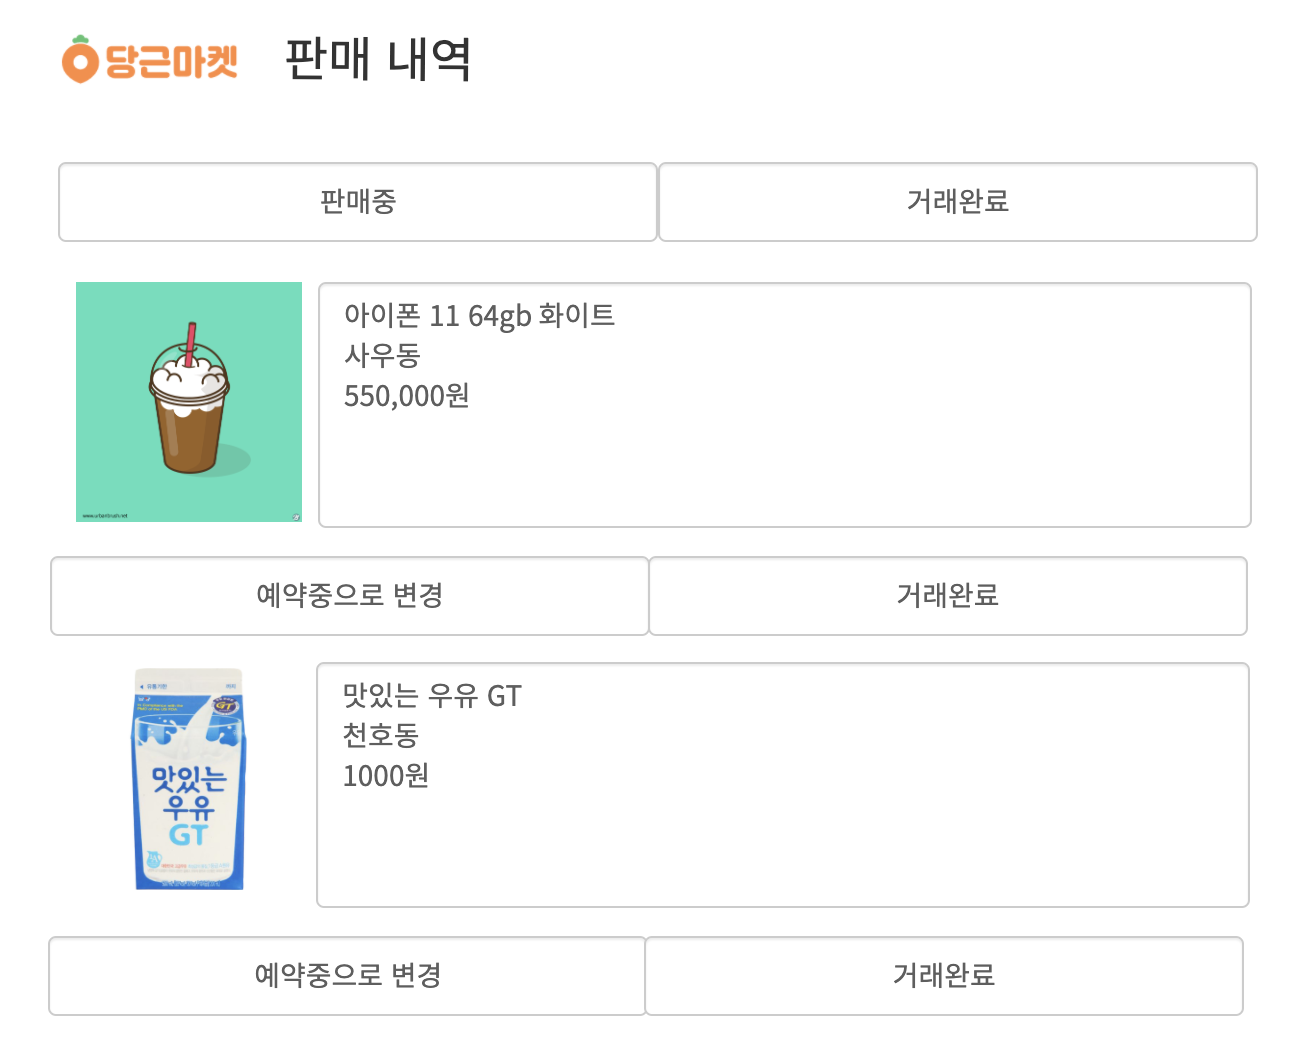 당근마켓 판매 내역
판매중 거래완료
아이폰 11 64gb 화이트
사우동
550,000원
www.urbanbrush.net
예약중으로 변경 거래완료
맛있는 우유 GT
천호동
1000원
GT
맛있는
우유
GT
예약중으로 변경 거래완료